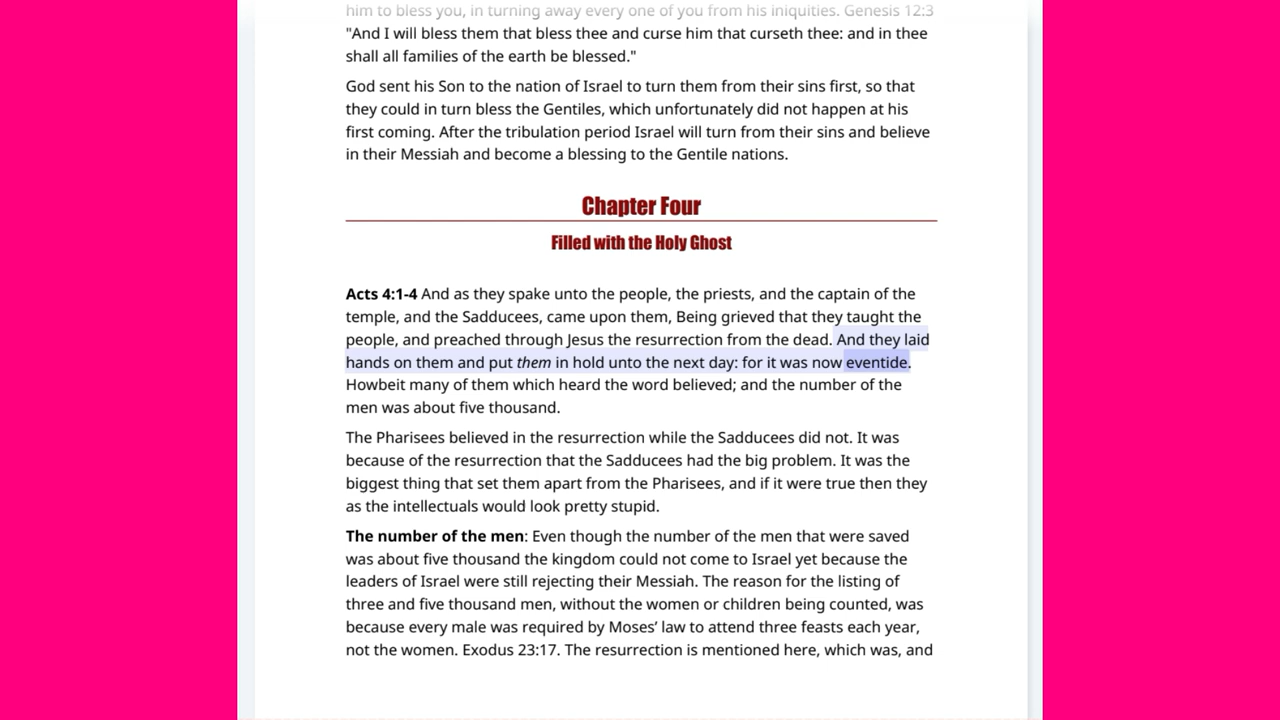 him to bless you, in turning away every one of you from his iniquities. Genesis 12:3
"And I will bless them that bless thee and curse him that curseth thee: and in thee
shall all families of the earth be blessed."
God sent his Son to the nation of Israel to turn them from their sins first, so that
they could in turn bless the Gentiles, which unfortunately did not happen at his
first coming. After the tribulation period Israel will turn from their sins and believe
in their Messiah and become a blessing to the Gentile nations.
Chapter Four
Filled with the Holy Ghost
Acts 4:1-4 And as they spake unto the people, the priests, and the captain of the
temple, and the Sadducees, came upon them, Being grieved that they taught the
people, and preached through Jesus the resurrection from the dead. And they laid
hands on them and put them in hold unto the next day: for it was now eventide.
Howbeit many of them which heard the word believed; and the number of the
men was about five thousand.
The Pharisees believed in the resurrection while the Sadducees did not. It was
because of the resurrection that the Sadducees had the big problem. It was the
biggest thing that set them apart from the Pharisees, and if it were true then they
as the intellectuals would look pretty stupid.
The number of the men: Even though the number of the men that were saved
was about five thousand the kingdom could not come to Israel yet because the
leaders of Israel were still rejecting their Messiah. The reason for the listing of
three and five thousand men, without the women or children being counted, was
because every male was required by Moses’ law to attend three feasts each year,
not the women. Exodus 23:17. The resurrection is mentioned here, which was, and